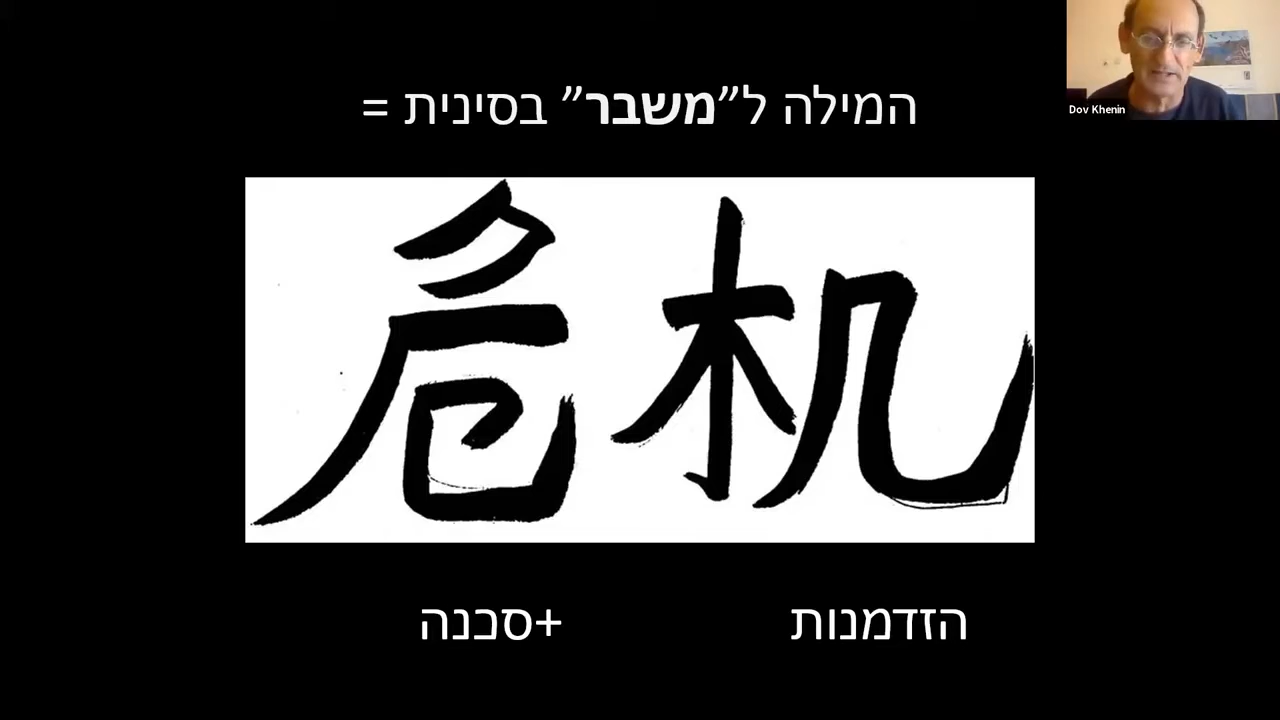 המילה ל”משבר” בסינית =
Dov Khenin
危机
הזדמנות
+סכנה